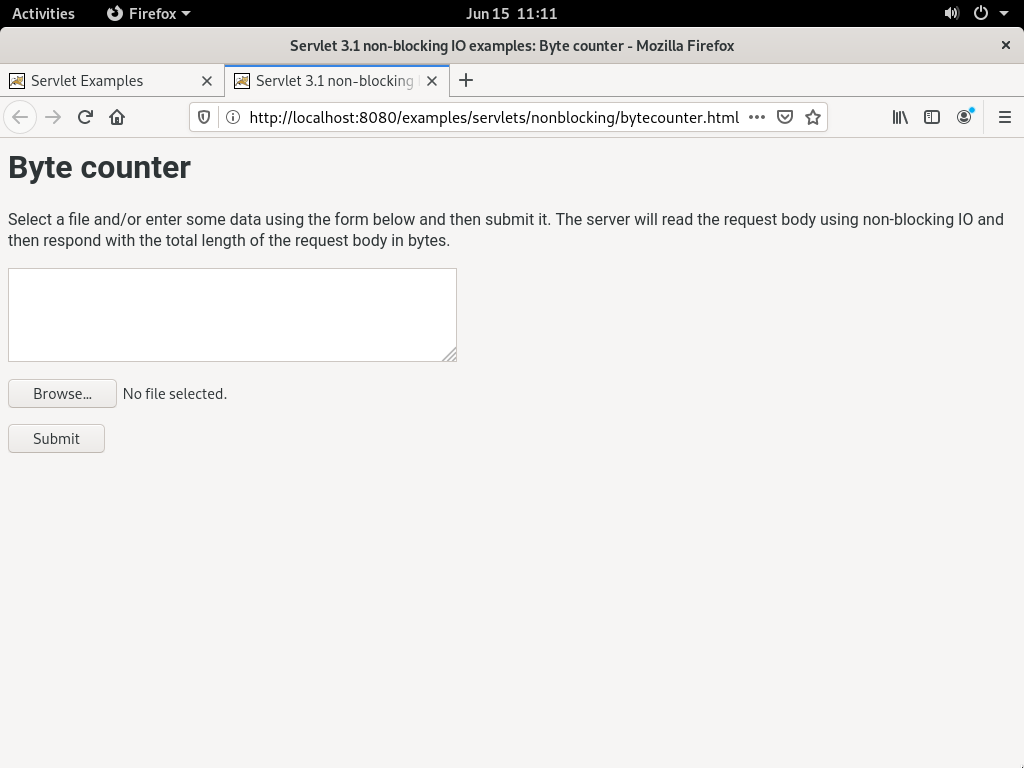 Activities
Firefox
Jun 15 11:11
Servlet 3.1 non-blocking IO examples: Byte counter - Mozilla Firefox
Servlet Examples
Servlet 3.1 non-blocking
http://localhost:8080/examples/servlets/nonblocking/bytecounter.html
Byte counter
Select a file and/or enter some data using the form below and then submit it. The server will read the request body using non-blocking IO and
then respond with the total length of the request body in bytes.
Browse...
No file selected.
Submit